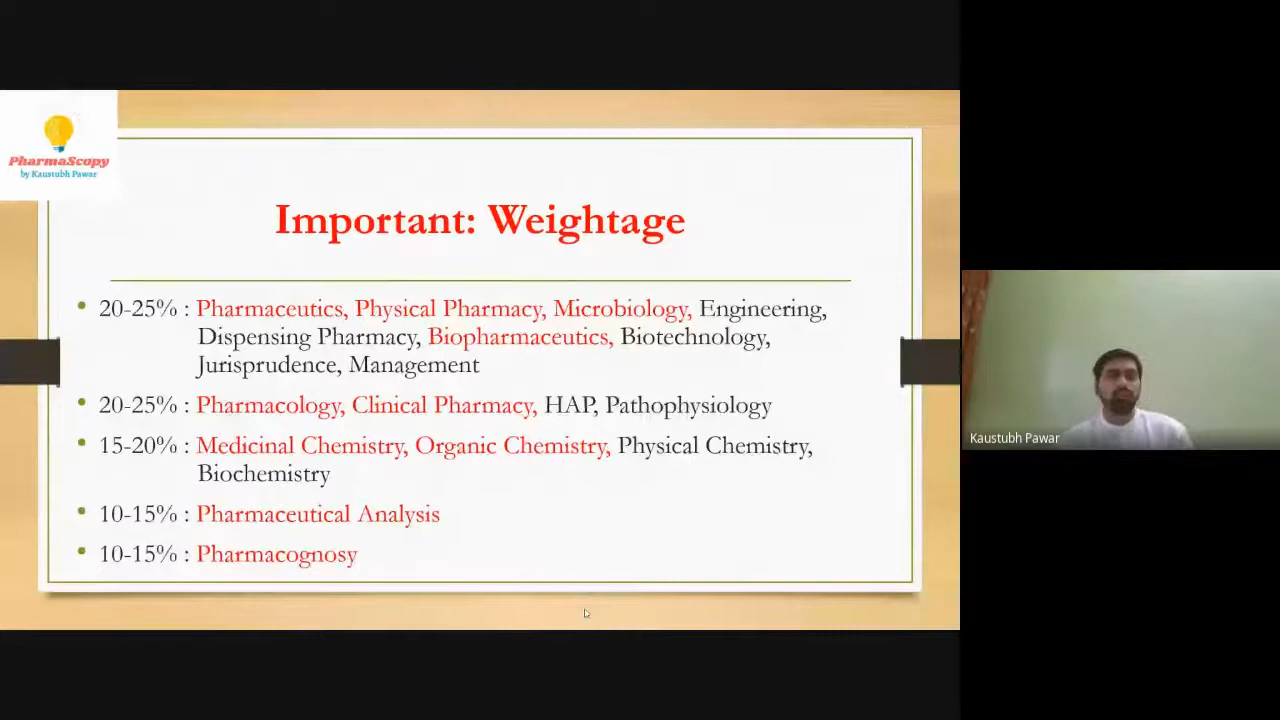 PharmaScopy
by Kaustubh Pawar
Important: Weightage
• 20-25% : Pharmaceutics, Physical Pharmacy, Microbiology, Engineering,
Dispensing Pharmacy, Biopharmaceutics, Biotechnology,
Jurisprudence, Management
• 20-25% : Pharmacology, Clinical Pharmacy, HAP, Pathophysiology
• 15-20% : Medicinal Chemistry, Organic Chemistry, Physical Chemistry,
Biochemistry
• 10-15% : Pharmaceutical Analysis
• 10-15% : Pharmacognosy
Kaustubh Pawar